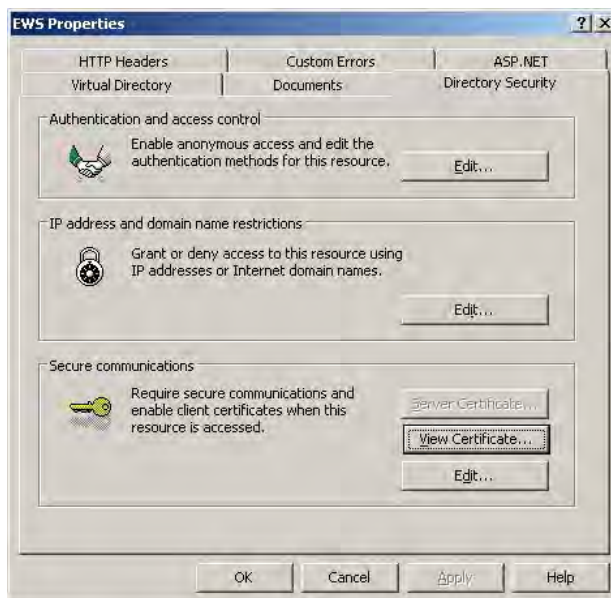 EWS Properties
HTTP Headers
Custom Errors
ASP.NET
Virtual Directory
Documents
Directory Security
Authentication and access control
Enable anonymous access and edit the
authentication methods for this resource.
Edit...
IP address and domain name restrictions
Grant or deny access to this resource using
IP addresses or Internet domain names.
Edit...
Secure communications
Require secure communications and
enable client certificates when this
resource is accessed.
Server Certificate...
View Certificate...
Edit...
OK
Cancel
Apply
Help